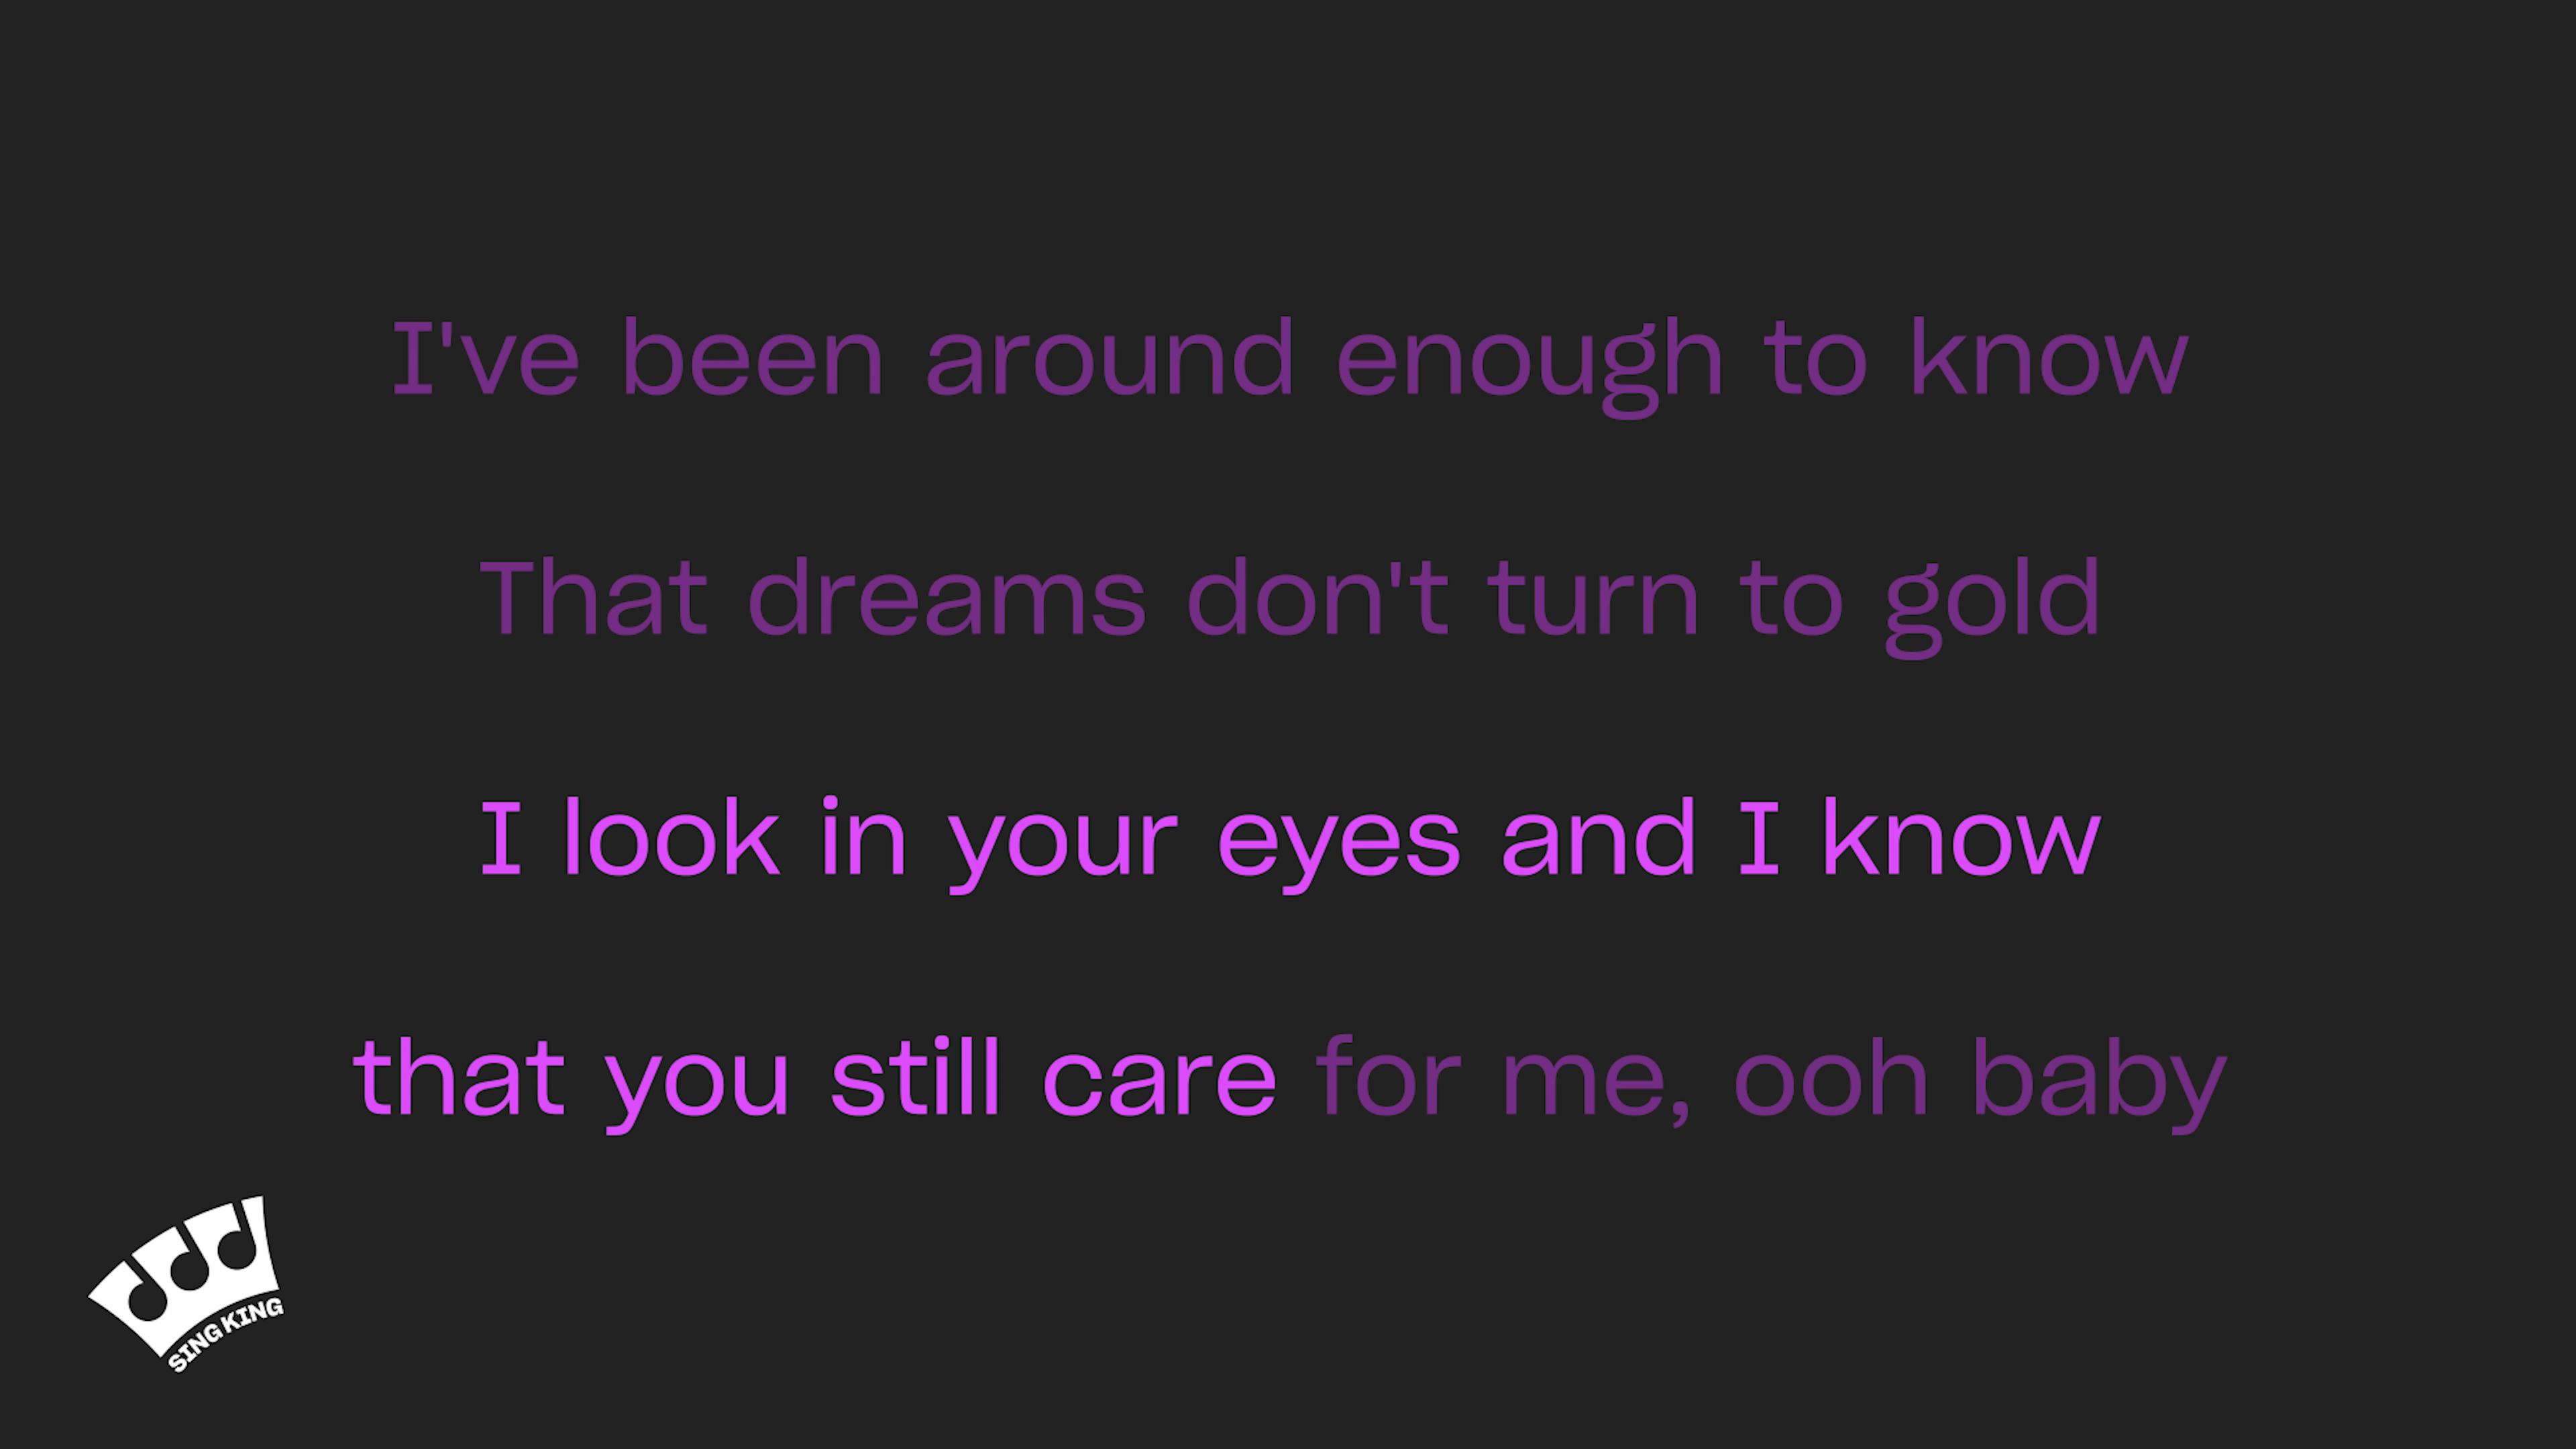 I've been around enough to know
That dreams don't turn to gold
I look in your eyes and I know
that you still care for me, ooh baby
SING KING